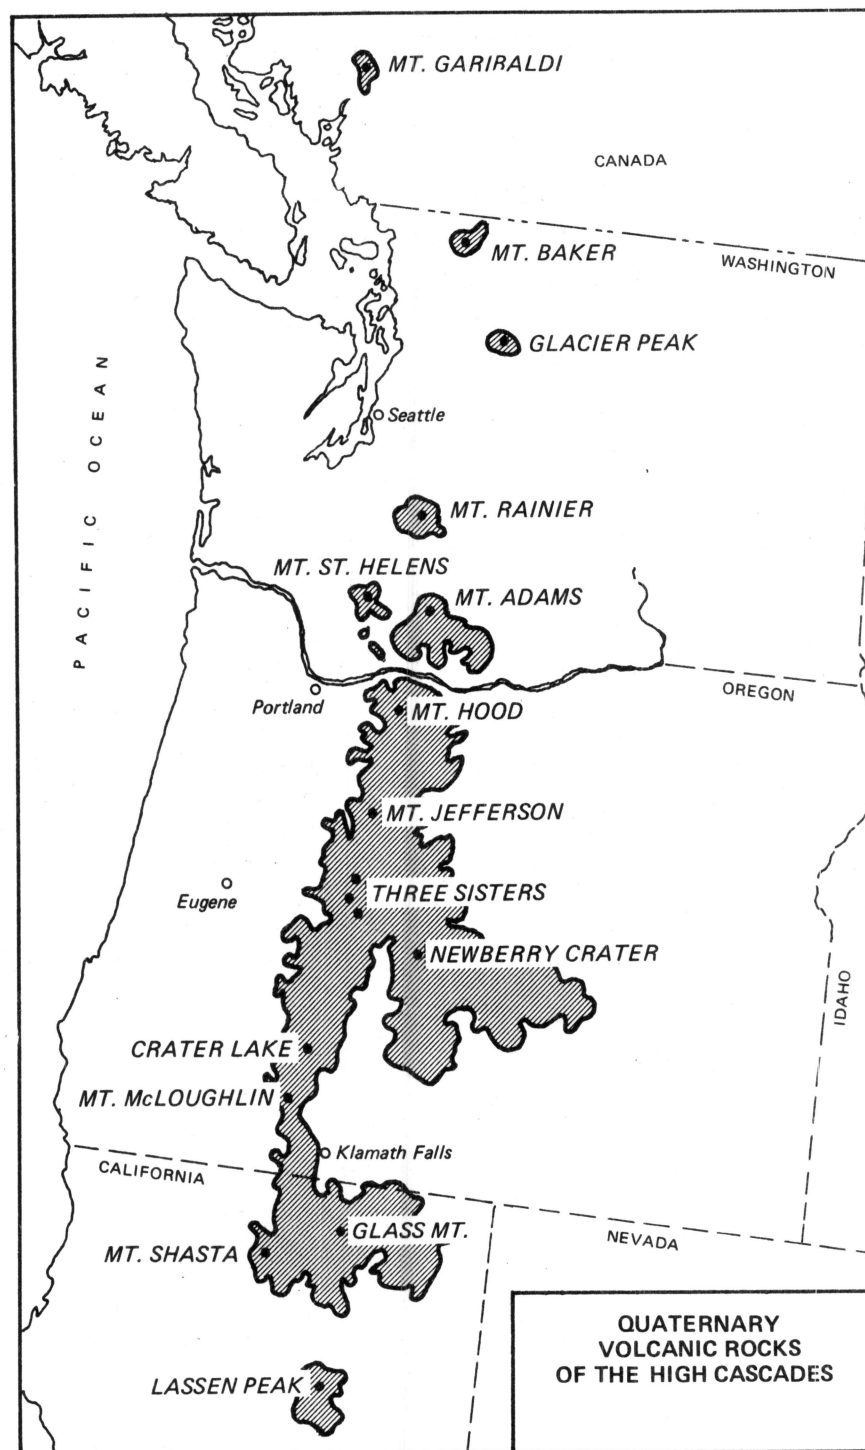 MT. GARIBALDI
CANADA
MT. BAKER
WASHINGTON
GLACIER PEAK
PACIFIC OCEAN
Seattle
MT. RAINIER
MT. ST. HELENS
MT. ADAMS
OREGON
Portland
MT. HOOD
MT. JEFFERSON
Eugene
THREE SISTERS
NEWBERRY CRATER
IDAHO
CRATER LAKE
MT. McLOUGHLIN
Klamath Falls
CALIFORNIA
GLASS MT.
NEVADA
MT. SHASTA
LASSEN PEAK
QUATERNARY
VOLCANIC ROCKS
OF THE HIGH CASCADES